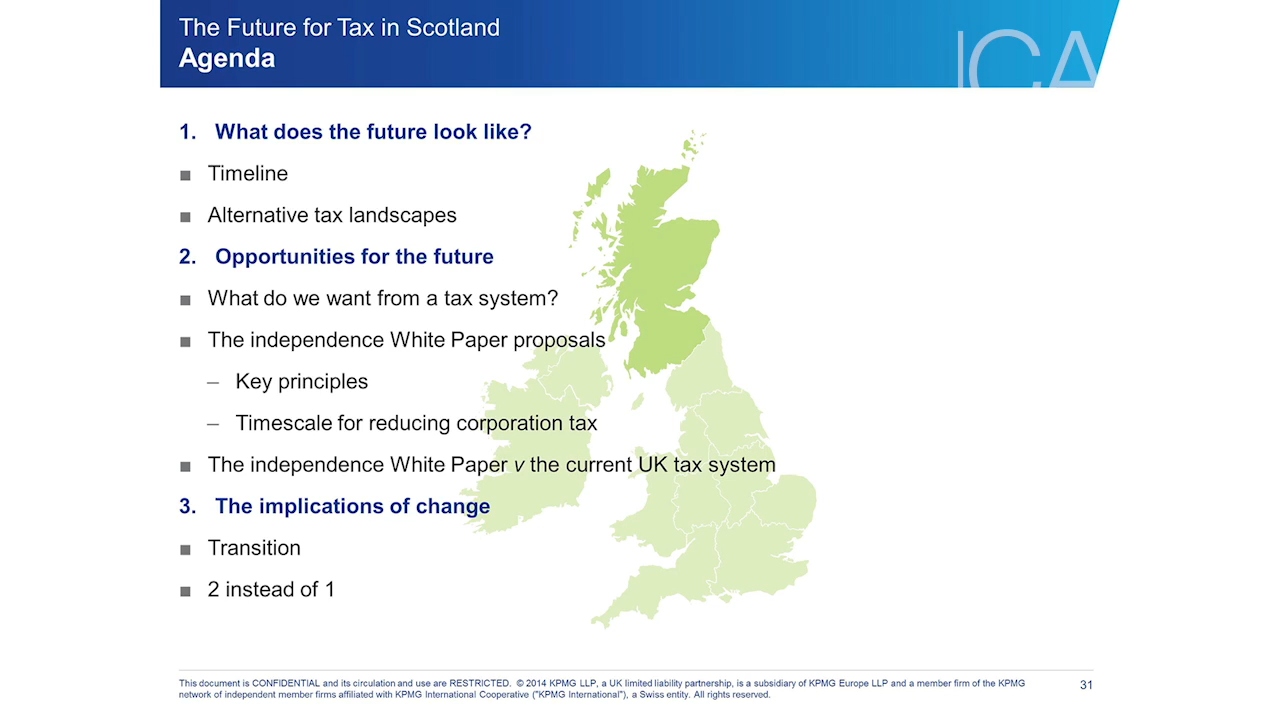 The Future for Tax in Scotland
Agenda
ICA
1. What does the future look like?
■ Timeline
■ Alternative tax landscapes
2. Opportunities for the future
■ What do we want from a tax system?
■ The independence White Paper proposals
– Key principles
– Timescale for reducing corporation tax
■ The independence White Paper v the current UK tax system
3. The implications of change
■ Transition
■ 2 instead of 1
This document is CONFIDENTIAL and its circulation and use are RESTRICTED. © 2014 KPMG LLP, a UK limited liability partnership, is a subsidiary of KPMG Europe LLP and a member firm of the KPMG
network of independent member firms affiliated with KPMG International Cooperative ("KPMG International"), a Swiss entity. All rights reserved.
31